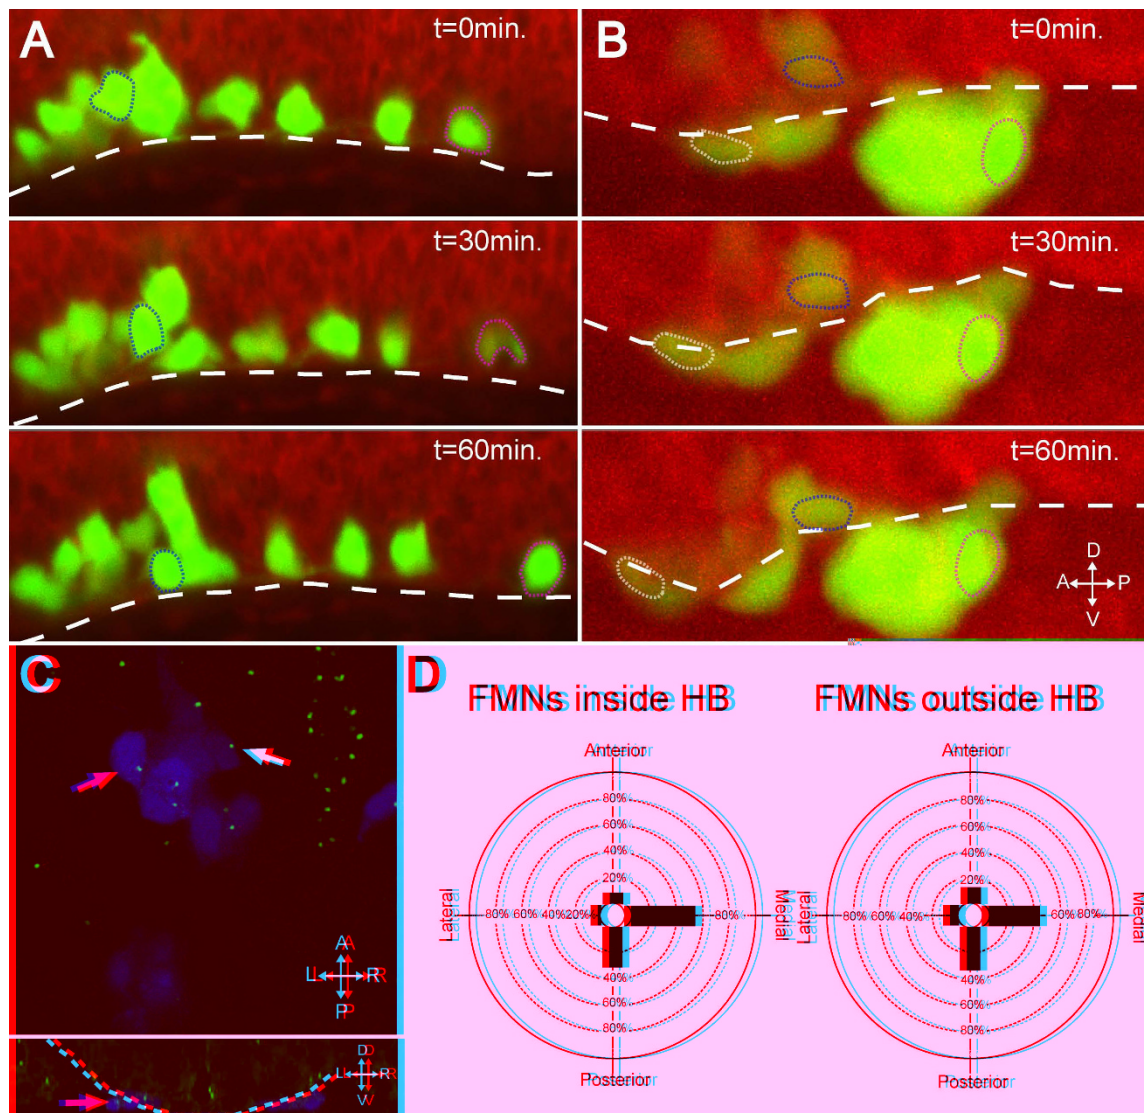 A
t=0min.
t=30min.
t=60min.
B
t=0min.
t=30min.
t=60min.
D
A P
V
C
A
L R
P
D
L R
V
D
FMNs inside HB
Anterior
80%
60%
40%
20%
Lateral
80% 60% 40% 20%
80%
Medial
40%
60%
80%
Posterior
FMNs outside HB
Anterior
80%
60%
40%
20%
Lateral
80% 60% 40%
60% 80%
Medial
40%
60%
80%
Posterior